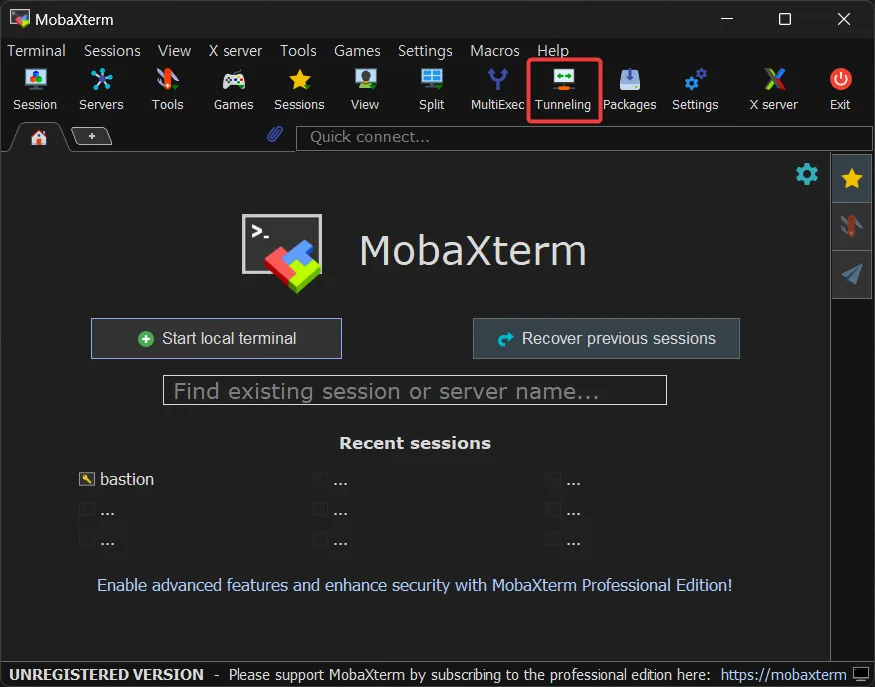 MobaXterm
Terminal Sessions View X server Tools Games Settings Macros Help
Session Servers Tools Games Sessions View Split MultiExec Tunneling Packages Settings X server Exit
Quick connect...
>_
MobaXterm
Start local terminal Recover previous sessions
Find existing session or server name...
Recent sessions
bastion ... ...
... ... ...
... ... ...
Enable advanced features and enhance security with MobaXterm Professional Edition!
UNREGISTERED VERSION - Please support MobaXterm by subscribing to the professional edition here: https://mobaxterm